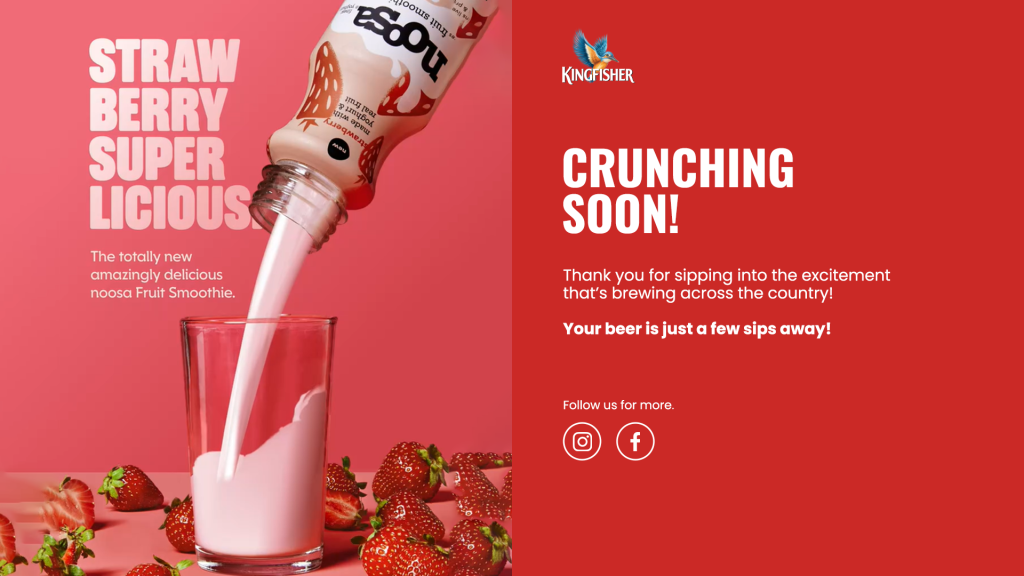 STRAW
BERRY
SUPER
LICIOUS.
The totally new
amazingly delicious
noosa Fruit Smoothie.
noosa
fruit smoothie
made with
yoghurt &
real fruit
strawberry
new
KINGFISHER
CRUNCHING
SOON!
Thank you for sipping into the excitement
that’s brewing across the country!
Your beer is just a few sips away!
Follow us for more.